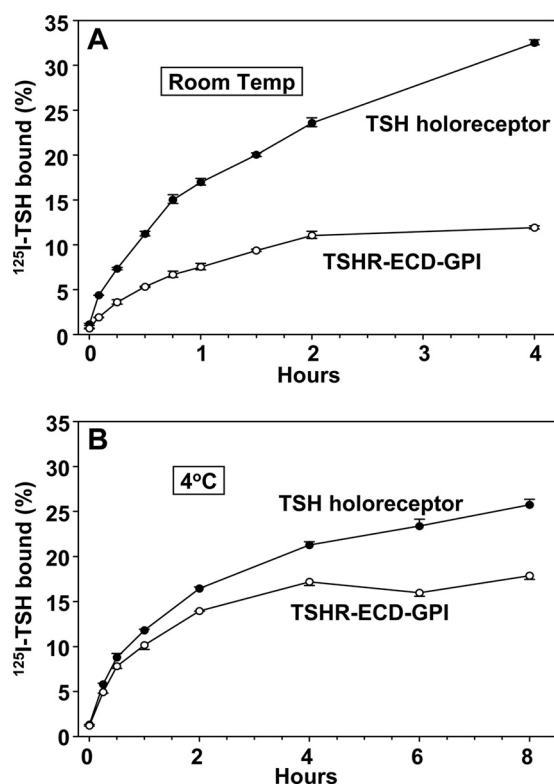 A
Room Temp
35
30
25
20
15
10
5
0
¹²⁵I-TSH bound (%)
TSH holoreceptor
TSHR-ECD-GPI
0 1 2 3 4
Hours
B
4°C
35
30
25
20
15
10
5
0
¹²⁵I-TSH bound (%)
TSH holoreceptor
TSHR-ECD-GPI
0 2 4 6 8
Hours